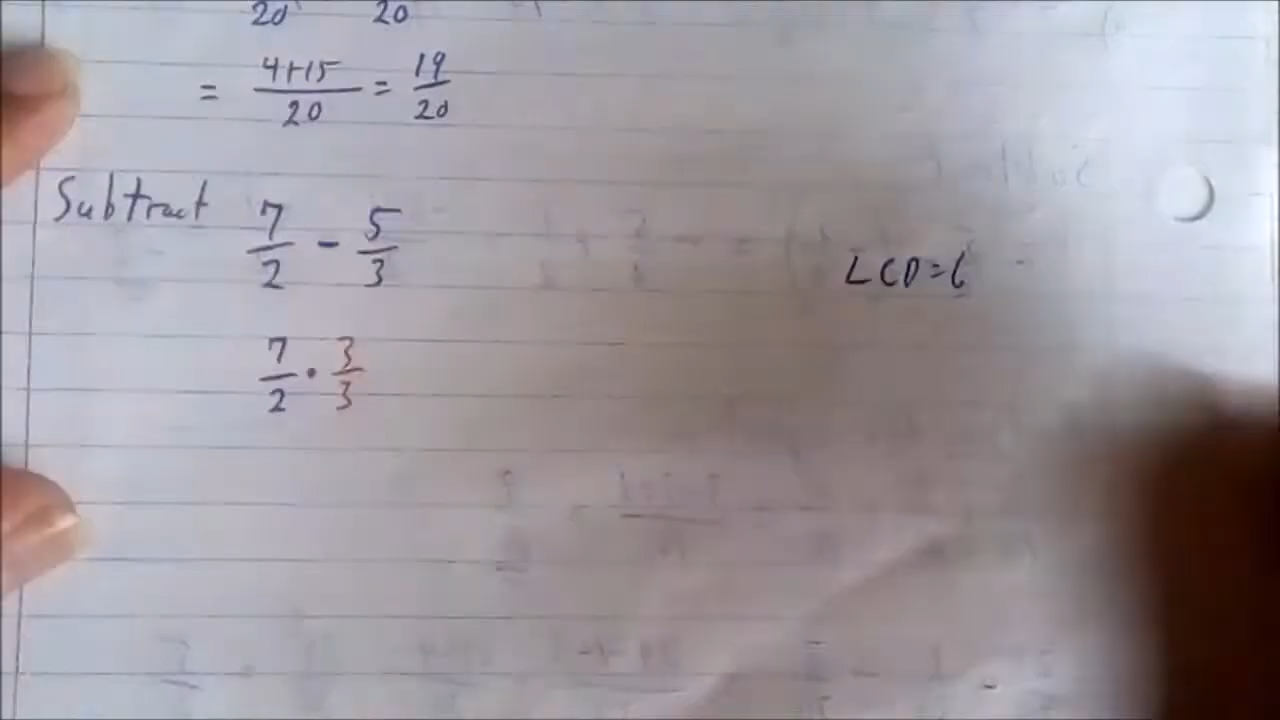 20 20
= 4+15/20 = 19/20
Subtract 7/2 - 5/3
LCD=6
7/2 · 3/3